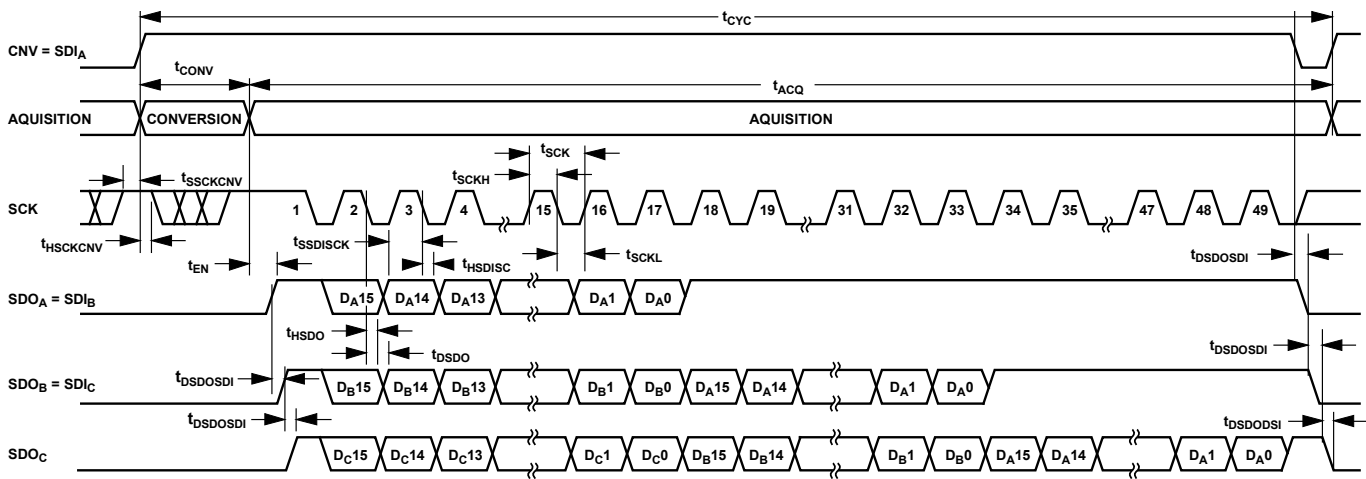 tCYC
CNV = SDIA
tCONV
tACQ
AQUISITION CONVERSION AQUISITION
tSCK
tSSCKCNV
tSCKH
SCK 1 2 3 4 15 16 17 18 19 31 32 33 34 35 47 48 49
tSSDISCK
tHSCKCNV
tHSDISC tSCKL tDSDOSDI
tEN
SDOA = SDIB DA15 DA14 DA13 DA1 DA0
tHSDO
tDSDO tDSDOSDI
tDSDOSDI
SDOB = SDIC DB15 DB14 DB13 DB1 DB0 DA15 DA14 DA1 DA0
tDSDOSDI tDSDODSI
SDOC DC15 DC14 DC13 DC1 DC0 DB15 DB14 DB1 DB0 DA15 DA14 DA1 DA0